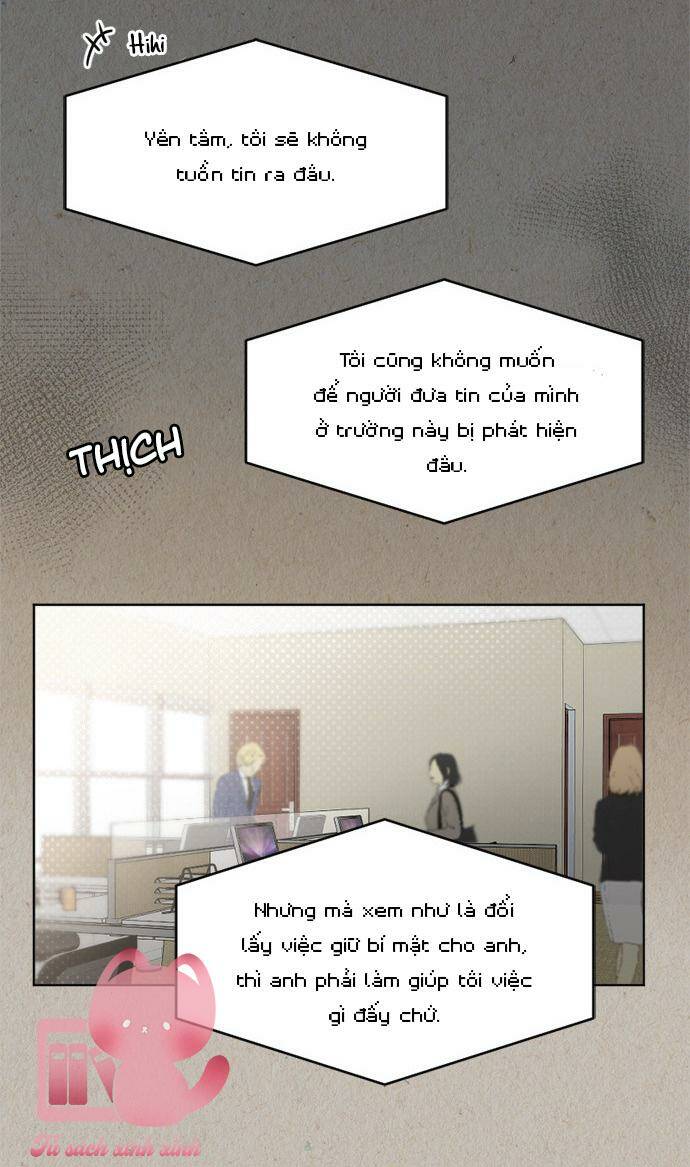 Hihi
Yên tâm, tôi sẽ không
tuồn tin ra đâu.
Tôi cũng không muốn
để người đưa tin của mình
ở trường này bị phát hiện
đâu.
THỊCH
Nhưng mà xem như là đổi
lấy việc giữ bí mật cho anh,
thì anh phải làm giúp tôi việc
gì đấy chứ.
Tủ sách xinh xinh